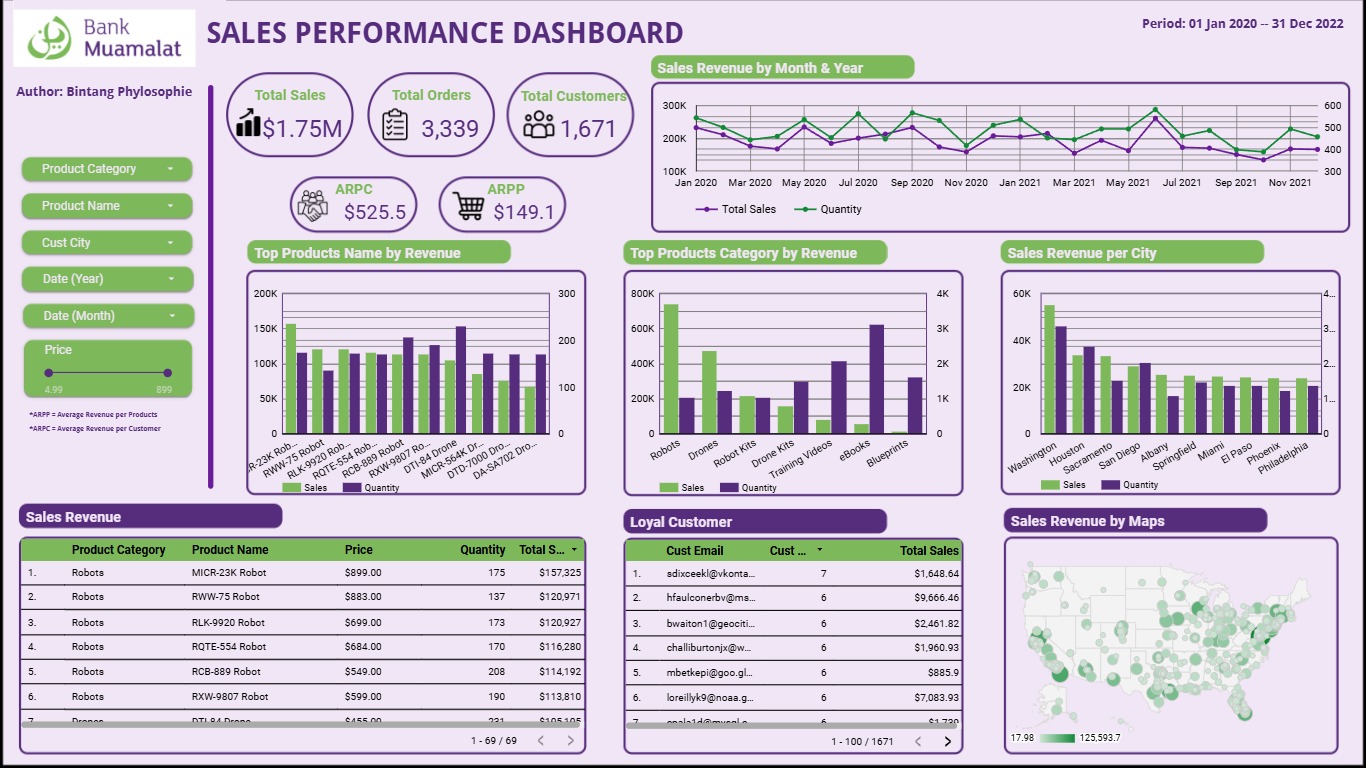 Bank
Muamalat
SALES PERFORMANCE DASHBOARD
Period: 01 Jan 2020 -- 31 Dec 2022
Author: Bintang Phylosophie
Product Category
Product Name
Cust City
Date (Year)
Date (Month)
Price
4.99 899
*ARPP = Average Revenue per Products
*ARPC = Average Revenue per Customer
Total Sales
$1.75M
Total Orders
3,339
Total Customers
1,671
ARPC
$525.5
ARPP
$149.1
Sales Revenue by Month & Year
300K 600
500
200K 400
100K 300
Jan 2020 Mar 2020 May 2020 Jul 2020 Sep 2020 Nov 2020 Jan 2021 Mar 2021 May 2021 Jul 2021 Sep 2021 Nov 2021
Total Sales Quantity
Top Products Name by Revenue
200K 300
150K
200
100K
100
50K
0 0
R-23K Rob... RWW-75 Robot RLK-9920 Rob... RQTE-554 Rob... RCB-889 Robot RXW-9807 Ro... DTI-84 Drone MICR-564K Dr... DTD-7000 Dro... DA-SA702 Dro...
Sales Quantity
Top Products Category by Revenue
800K 4K
600K 3K
400K 2K
200K 1K
0 0
Robots Drones Robot Kits Drone Kits Training Videos eBooks Blueprints
Sales Quantity
Sales Revenue per City
60K 4...
3...
40K
2...
20K
1...
0 0
Washington Houston Sacramento San Diego Albany Springfield Miami El Paso Phoenix Philadelphia
Sales Quantity
Sales Revenue
Product Category Product Name Price Quantity Total S...
1. Robots MICR-23K Robot $899.00 175 $157,325
2. Robots RWW-75 Robot $883.00 137 $120,971
3. Robots RLK-9920 Robot $699.00 173 $120,927
4. Robots RQTE-554 Robot $684.00 170 $116,280
5. Robots RCB-889 Robot $549.00 208 $114,192
6. Robots RXW-9807 Robot $599.00 190 $113,810
7. Drones DTI-84 Drone $455.00 231 $105,105
1 - 69 / 69
Loyal Customer
Cust Email Cust ... Total Sales
1. sdixceekl@vkonta... 7 $1,648.64
2. hfaulconerbv@ms... 6 $9,666.46
3. bwaiton1@geociti... 6 $2,461.82
4. challiburtonjx@w... 6 $1,960.93
5. mbetkepi@goo.gl... 6 $885.9
6. loreillyk9@noaa.g... 6 $7,083.93
7. 6 $1,739
1 - 100 / 1671
Sales Revenue by Maps
17.98 125,593.7